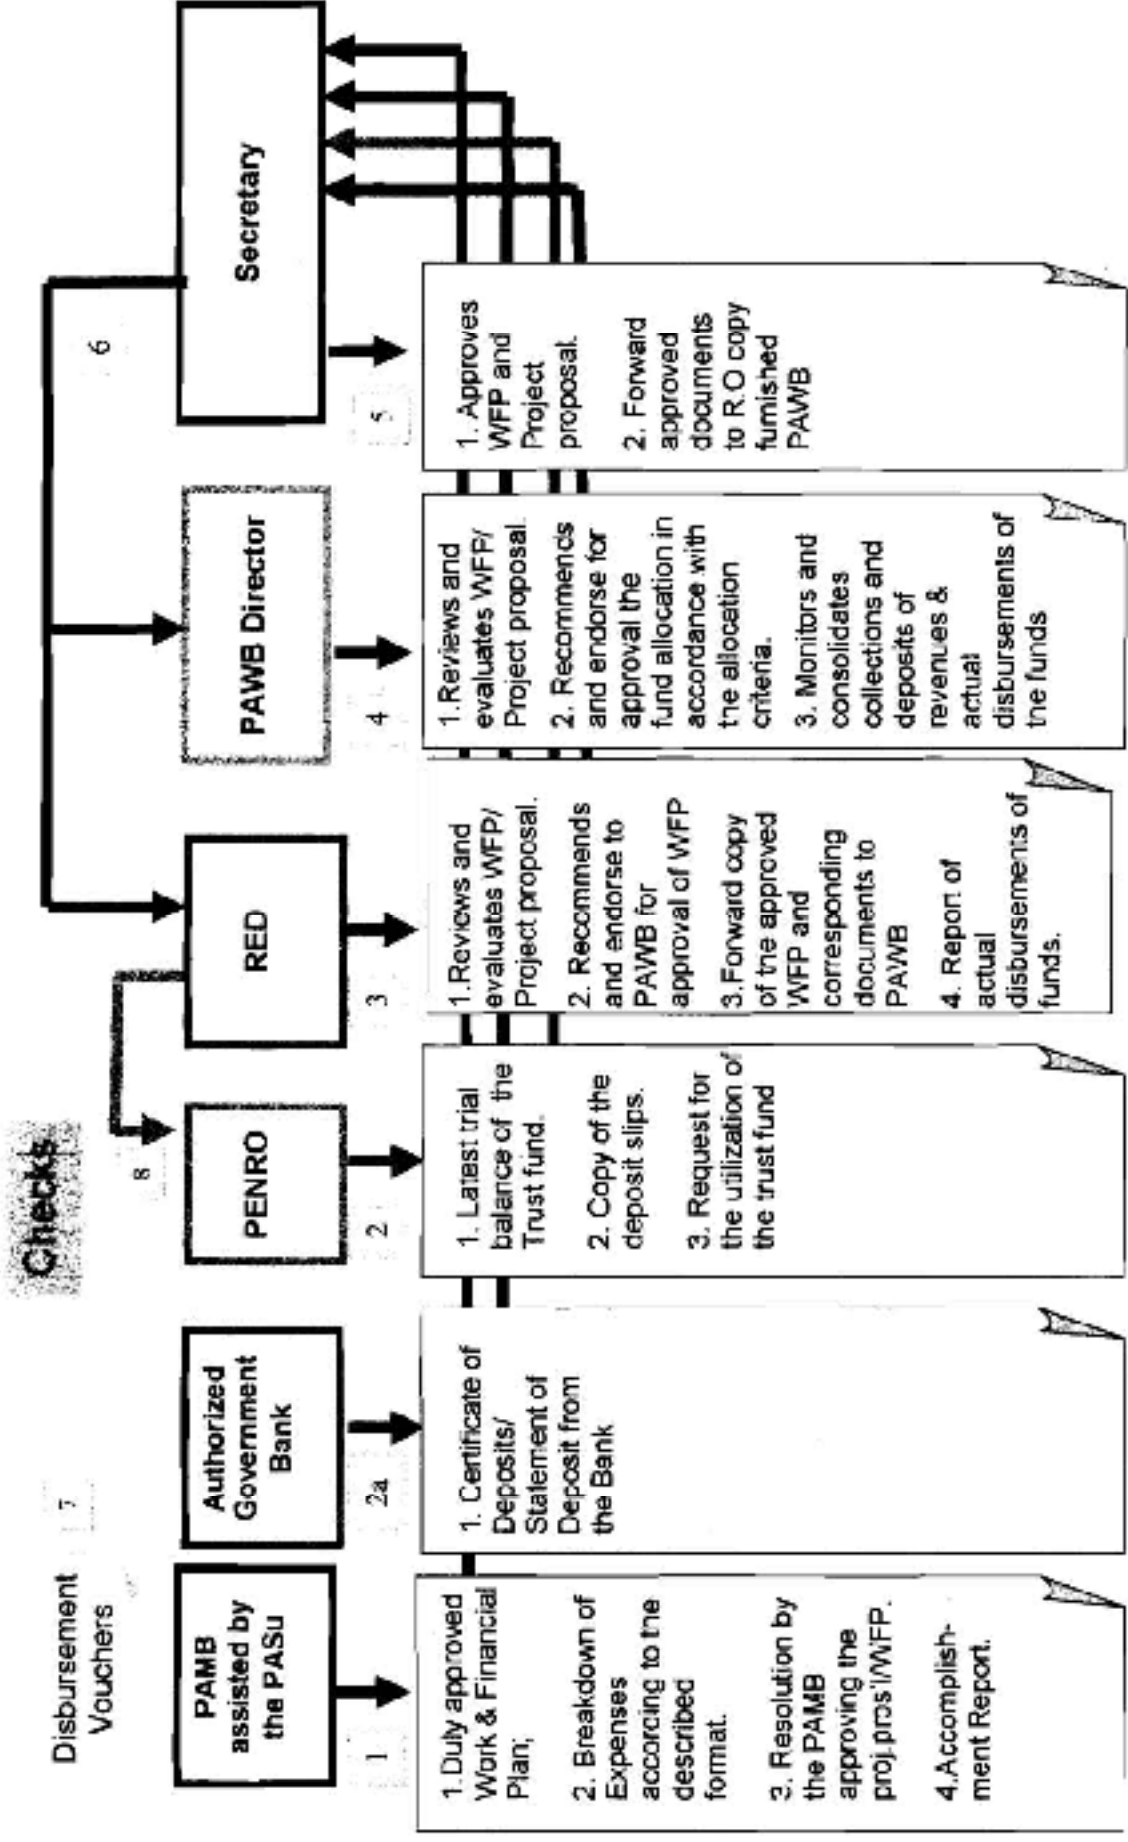 Checks
Disbursement
Vouchers
7
8
6
PAMB
assisted by
the PASu
Authorized
Government
Bank
PENRO
RED
PAWB Director
Secretary
1
2a
2
3
4
5
1.Duly approved
Work & Financial
Plan;
2. Breakdown of
Expenses
according to the
described
format.
3. Resolution by
the PAMB
approving the
proj.pros'l/WFP.
4.Accomplish-
ment Report.
1. Certificate of
Deposits/
Statement of
Deposit from
the Bank
1. Latest trial
balance of the
Trust fund.
2. Copy of the
deposit slips.
3. Request for
the utilization of
the trust fund
1.Reviews and
evaluates WFP/
Project proposal.
2. Recommends
and endorse to
PAWB for
approval of WFP
3.Forward copy
of the approved
WFP and
corresponding
documents to
PAWB
4. Report of
actual
disbursements of
funds.
1.Reviews and
evaluates WFP/
Project proposal.
2. Recommends
and endorse for
approval the
fund allocation in
accordance with
the allocation
criteria.
3. Monitors and
consolidates
collections and
deposits of
revenues &
actual
disbursements of
the funds
1. Approves
WFP and
Project
proposal.
2. Forward
approved
documents
to R.O copy
furnished
PAWB